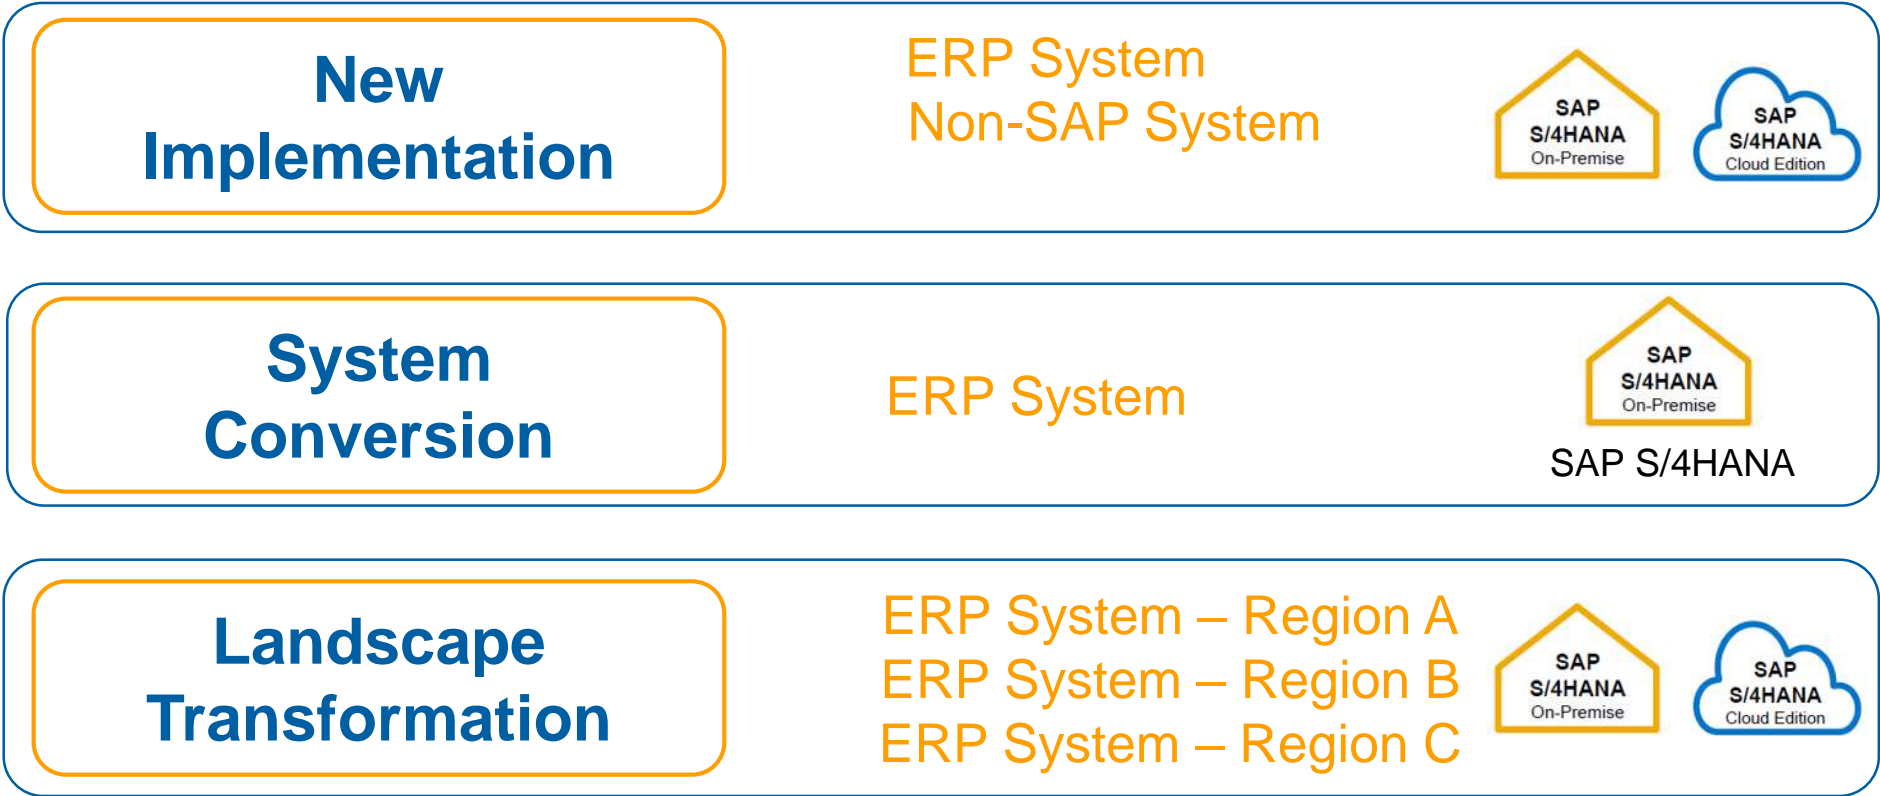 New
Implementation
ERP System
Non-SAP System
SAP
S/4HANA
On-Premise
SAP
S/4HANA
Cloud Edition
System
Conversion
ERP System
SAP
S/4HANA
On-Premise
SAP S/4HANA
Landscape
Transformation
ERP System – Region A
ERP System – Region B
ERP System – Region C
SAP
S/4HANA
On-Premise
SAP
S/4HANA
Cloud Edition